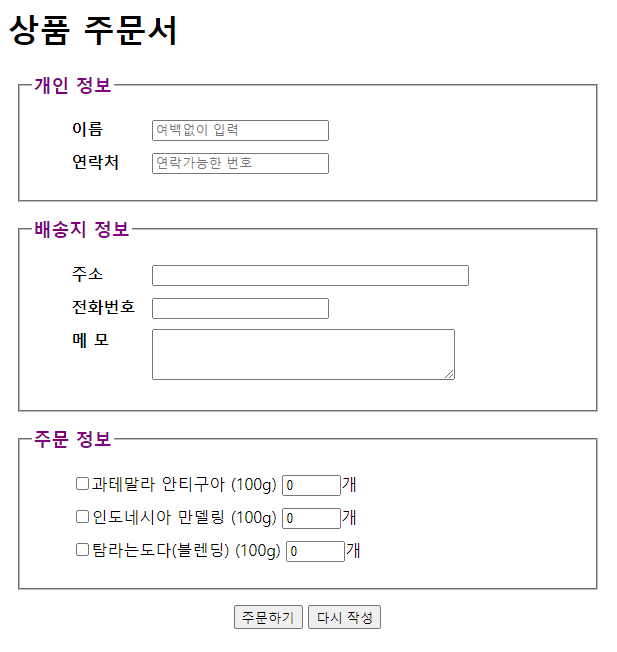 상품 주문서
개인 정보
이름 여백없이 입력
연락처 연락가능한 번호
배송지 정보
주소
전화번호
메 모
주문 정보
과테말라 안티구아 (100g) 0 개
인도네시아 만델링 (100g) 0 개
탐라는도다(블렌딩) (100g) 0 개
주문하기 다시 작성